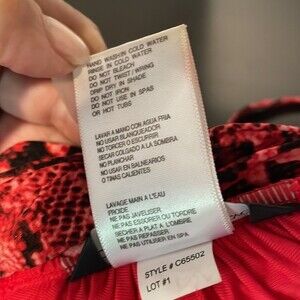 HAND WASH IN COLD WATER
RINSE IN COLD WATER
DO NOT BLEACH
DO NOT TWIST / WRING
DRIP DRY IN SHADE
DO NOT IRON
DO NOT USE IN SPAS
OR HOT TUBS
LAVAR A MANO CON AGUA FRIA
NO USAR BLANQUEADOR
NO TORCER O ESCURRIR
SECAR COLGADO A LA SOMBRA
NO PLANCHAR
NO USAR EN BALNEARIOS
O TINAS CALIENTES
LAVAGE MAIN A L'EAU
FROIDE
NE PAS JAVELISER
NE PAS ESSORER OU TORDRE
SECHER A PLAT A L'OMBRE
NE PAS REPASSER
NE PAS UTILISER EN SPA
STYLE # C65502
LOT #1